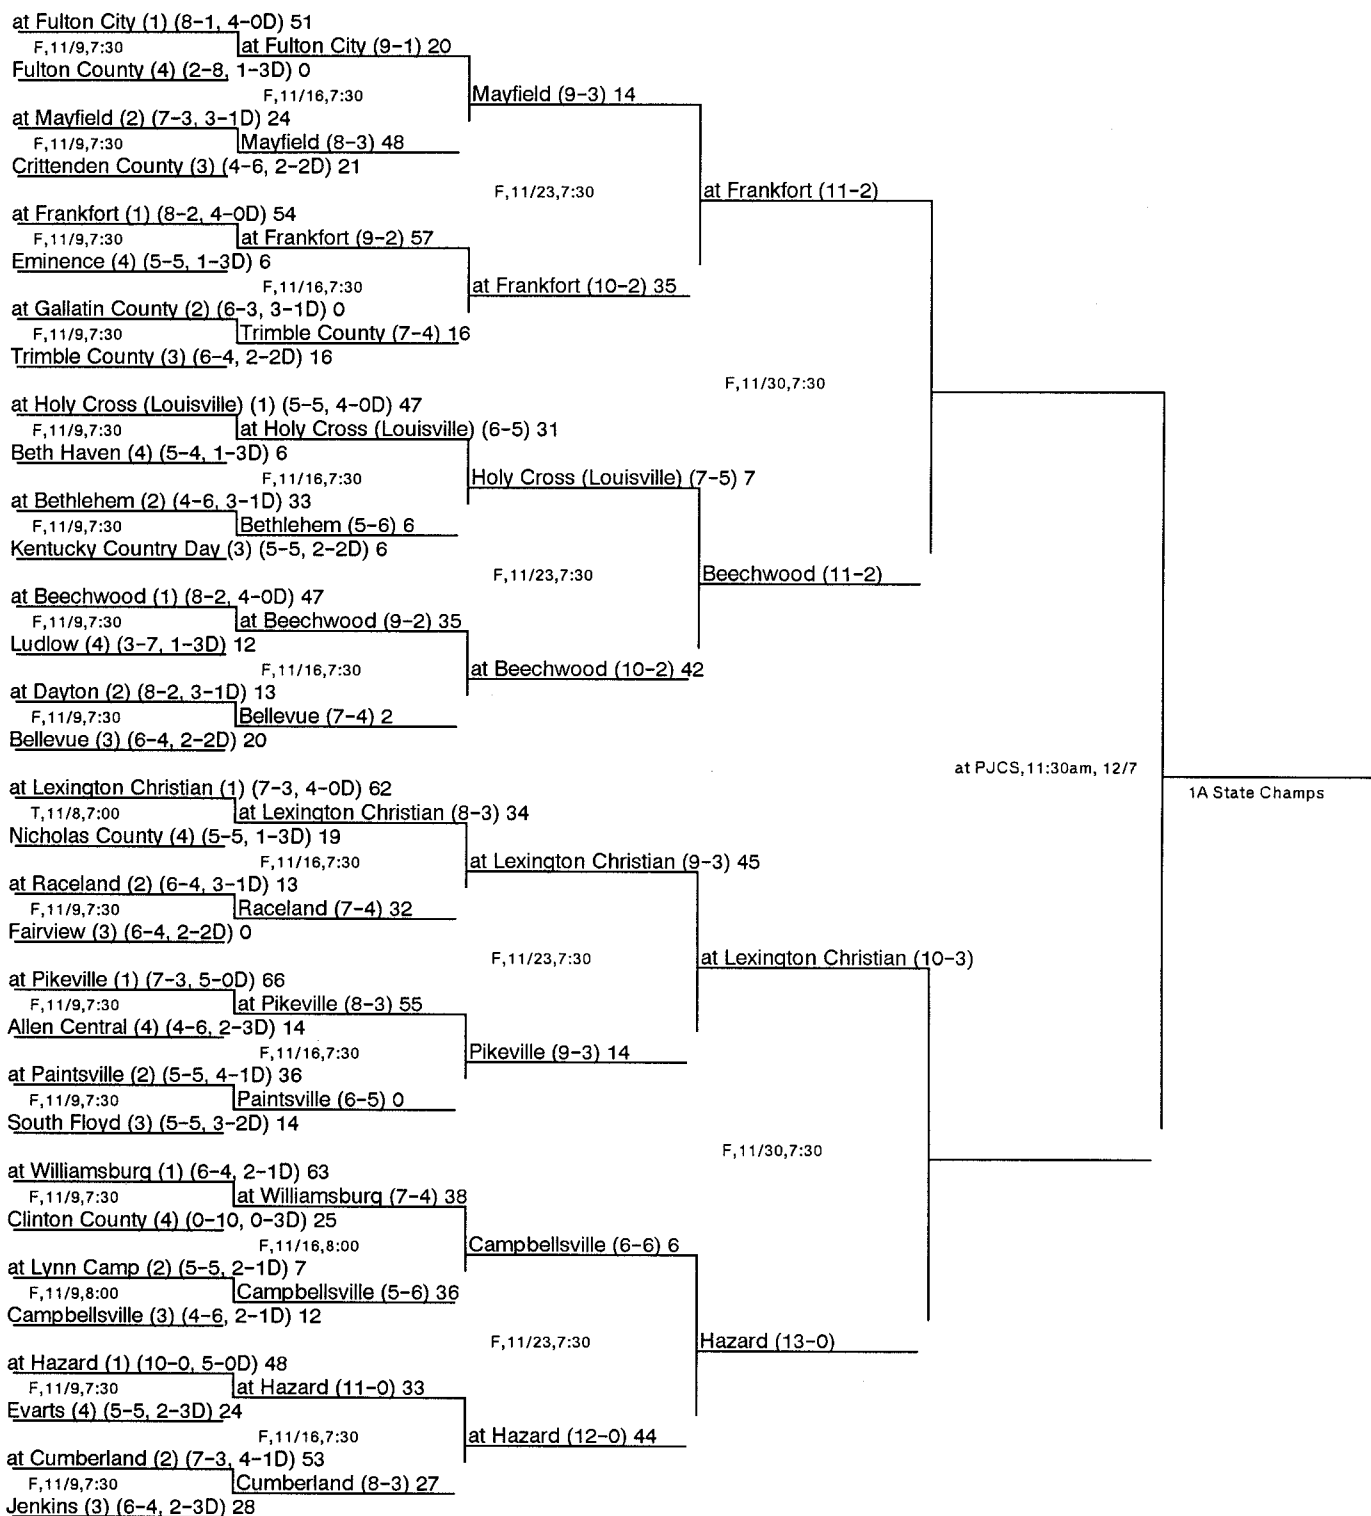 at Fulton City (1) (8-1, 4-0D) 51
F,11/9,7:30
at Fulton City (9-1) 20
Fulton County (4) (2-8, 1-3D) 0
F,11/16,7:30
Mayfield (9-3) 14
at Mayfield (2) (7-3, 3-1D) 24
F,11/9,7:30
Mayfield (8-3) 48
Crittenden County (3) (4-6, 2-2D) 21
F,11/23,7:30
at Frankfort (11-2)
at Frankfort (1) (8-2, 4-0D) 54
F,11/9,7:30
at Frankfort (9-2) 57
Eminence (4) (5-5, 1-3D) 6
F,11/16,7:30
at Frankfort (10-2) 35
at Gallatin County (2) (6-3, 3-1D) 0
F,11/9,7:30
Trimble County (7-4) 16
Trimble County (3) (6-4, 2-2D) 16
F,11/30,7:30
at Holy Cross (Louisville) (1) (5-5, 4-0D) 47
F,11/9,7:30
at Holy Cross (Louisville) (6-5) 31
Beth Haven (4) (5-4, 1-3D) 6
F,11/16,7:30
Holy Cross (Louisville) (7-5) 7
at Bethlehem (2) (4-6, 3-1D) 33
F,11/9,7:30
Bethlehem (5-6) 6
Kentucky Country Day (3) (5-5, 2-2D) 6
F,11/23,7:30
Beechwood (11-2)
at Beechwood (1) (8-2, 4-0D) 47
F,11/9,7:30
at Beechwood (9-2) 35
Ludlow (4) (3-7, 1-3D) 12
F,11/16,7:30
at Beechwood (10-2) 42
at Dayton (2) (8-2, 3-1D) 13
F,11/9,7:30
Bellevue (7-4) 2
Bellevue (3) (6-4, 2-2D) 20
at PJCS,11:30am, 12/7
1A State Champs
at Lexington Christian (1) (7-3, 4-0D) 62
T,11/8,7:00
at Lexington Christian (8-3) 34
Nicholas County (4) (5-5, 1-3D) 19
F,11/16,7:30
at Lexington Christian (9-3) 45
at Raceland (2) (6-4, 3-1D) 13
F,11/9,7:30
Raceland (7-4) 32
Fairview (3) (6-4, 2-2D) 0
F,11/23,7:30
at Lexington Christian (10-3)
at Pikeville (1) (7-3, 5-0D) 66
F,11/9,7:30
at Pikeville (8-3) 55
Allen Central (4) (4-6, 2-3D) 14
F,11/16,7:30
Pikeville (9-3) 14
at Paintsville (2) (5-5, 4-1D) 36
F,11/9,7:30
Paintsville (6-5) 0
South Floyd (3) (5-5, 3-2D) 14
F,11/30,7:30
at Williamsburg (1) (6-4, 2-1D) 63
F,11/9,7:30
at Williamsburg (7-4) 38
Clinton County (4) (0-10, 0-3D) 25
F,11/16,8:00
Campbellsville (6-6) 6
at Lynn Camp (2) (5-5, 2-1D) 7
F,11/9,8:00
Campbellsville (5-6) 36
Campbellsville (3) (4-6, 2-1D) 12
F,11/23,7:30
Hazard (13-0)
at Hazard (1) (10-0, 5-0D) 48
F,11/9,7:30
at Hazard (11-0) 33
Evarts (4) (5-5, 2-3D) 24
F,11/16,7:30
at Hazard (12-0) 44
at Cumberland (2) (7-3, 4-1D) 53
F,11/9,7:30
Cumberland (8-3) 27
Jenkins (3) (6-4, 2-3D) 28